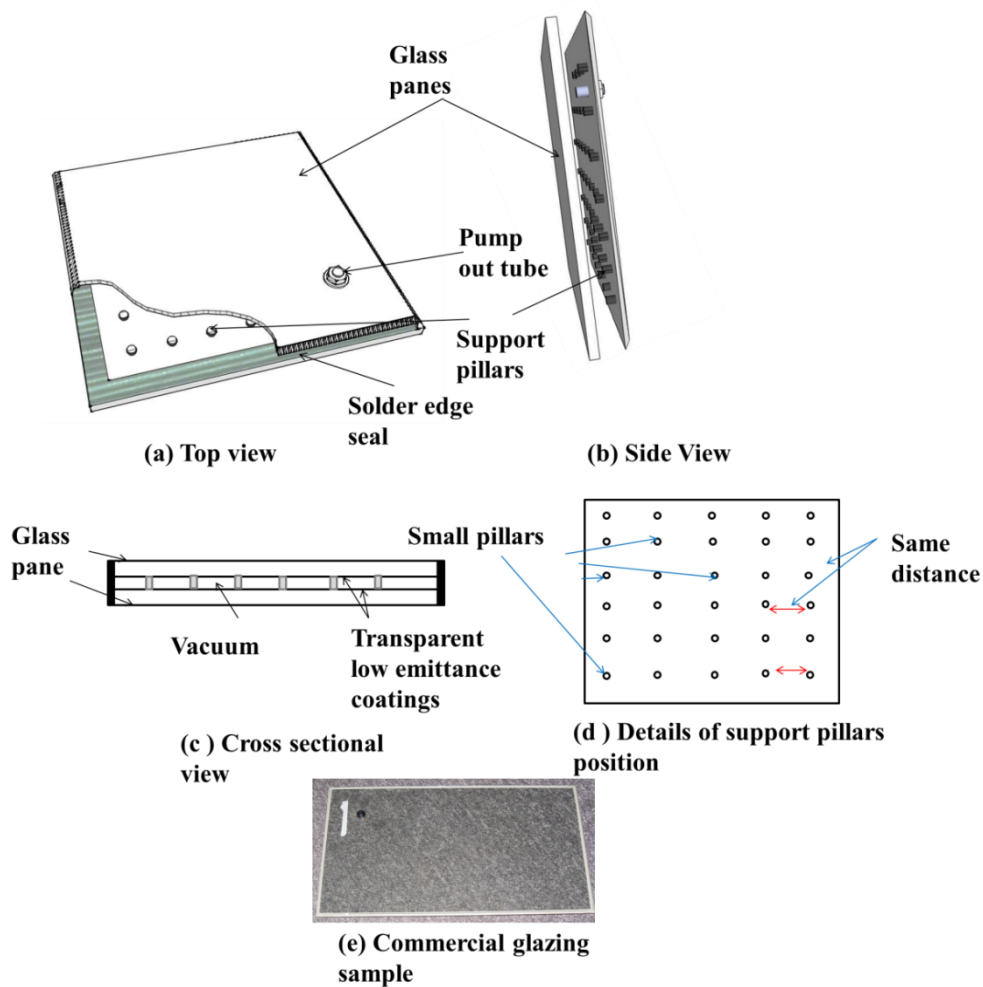 Glass
panes
Pump
out tube
Support
pillars
Solder edge
seal
(a) Top view
(b) Side View
Glass
pane
Vacuum
Transparent
low emittance
coatings
(c ) Cross sectional
view
Small pillars
Same
distance
(d ) Details of support pillars
position
(e) Commercial glazing
sample